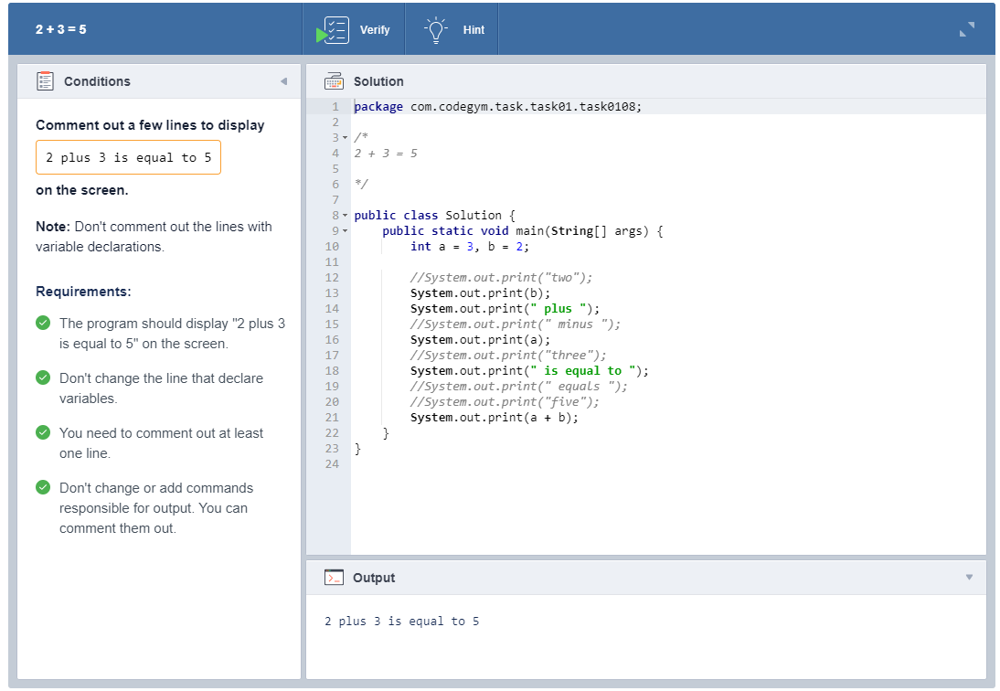 2 + 3 = 5
Verify
Hint
Conditions
Comment out a few lines to display
2 plus 3 is equal to 5
on the screen.
Note: Don't comment out the lines with
variable declarations.
Requirements:
The program should display "2 plus 3
is equal to 5" on the screen.
Don't change the line that declare
variables.
You need to comment out at least
one line.
Don't change or add commands
responsible for output. You can
comment them out.
Solution
1 package com.codegym.task.task01.task0108;
2
3 /*
4 2 + 3 = 5
5
6 */
7
8 public class Solution {
9     public static void main(String[] args) {
10         int a = 3, b = 2;
11
12         //System.out.print("two");
13         System.out.print(b);
14         System.out.print(" plus ");
15         //System.out.print(" minus ");
16         System.out.print(a);
17         //System.out.print("three");
18         System.out.print(" is equal to ");
19         //System.out.print(" equals ");
20         //System.out.print("five");
21         System.out.print(a + b);
22     }
23 }
24
Output
2 plus 3 is equal to 5